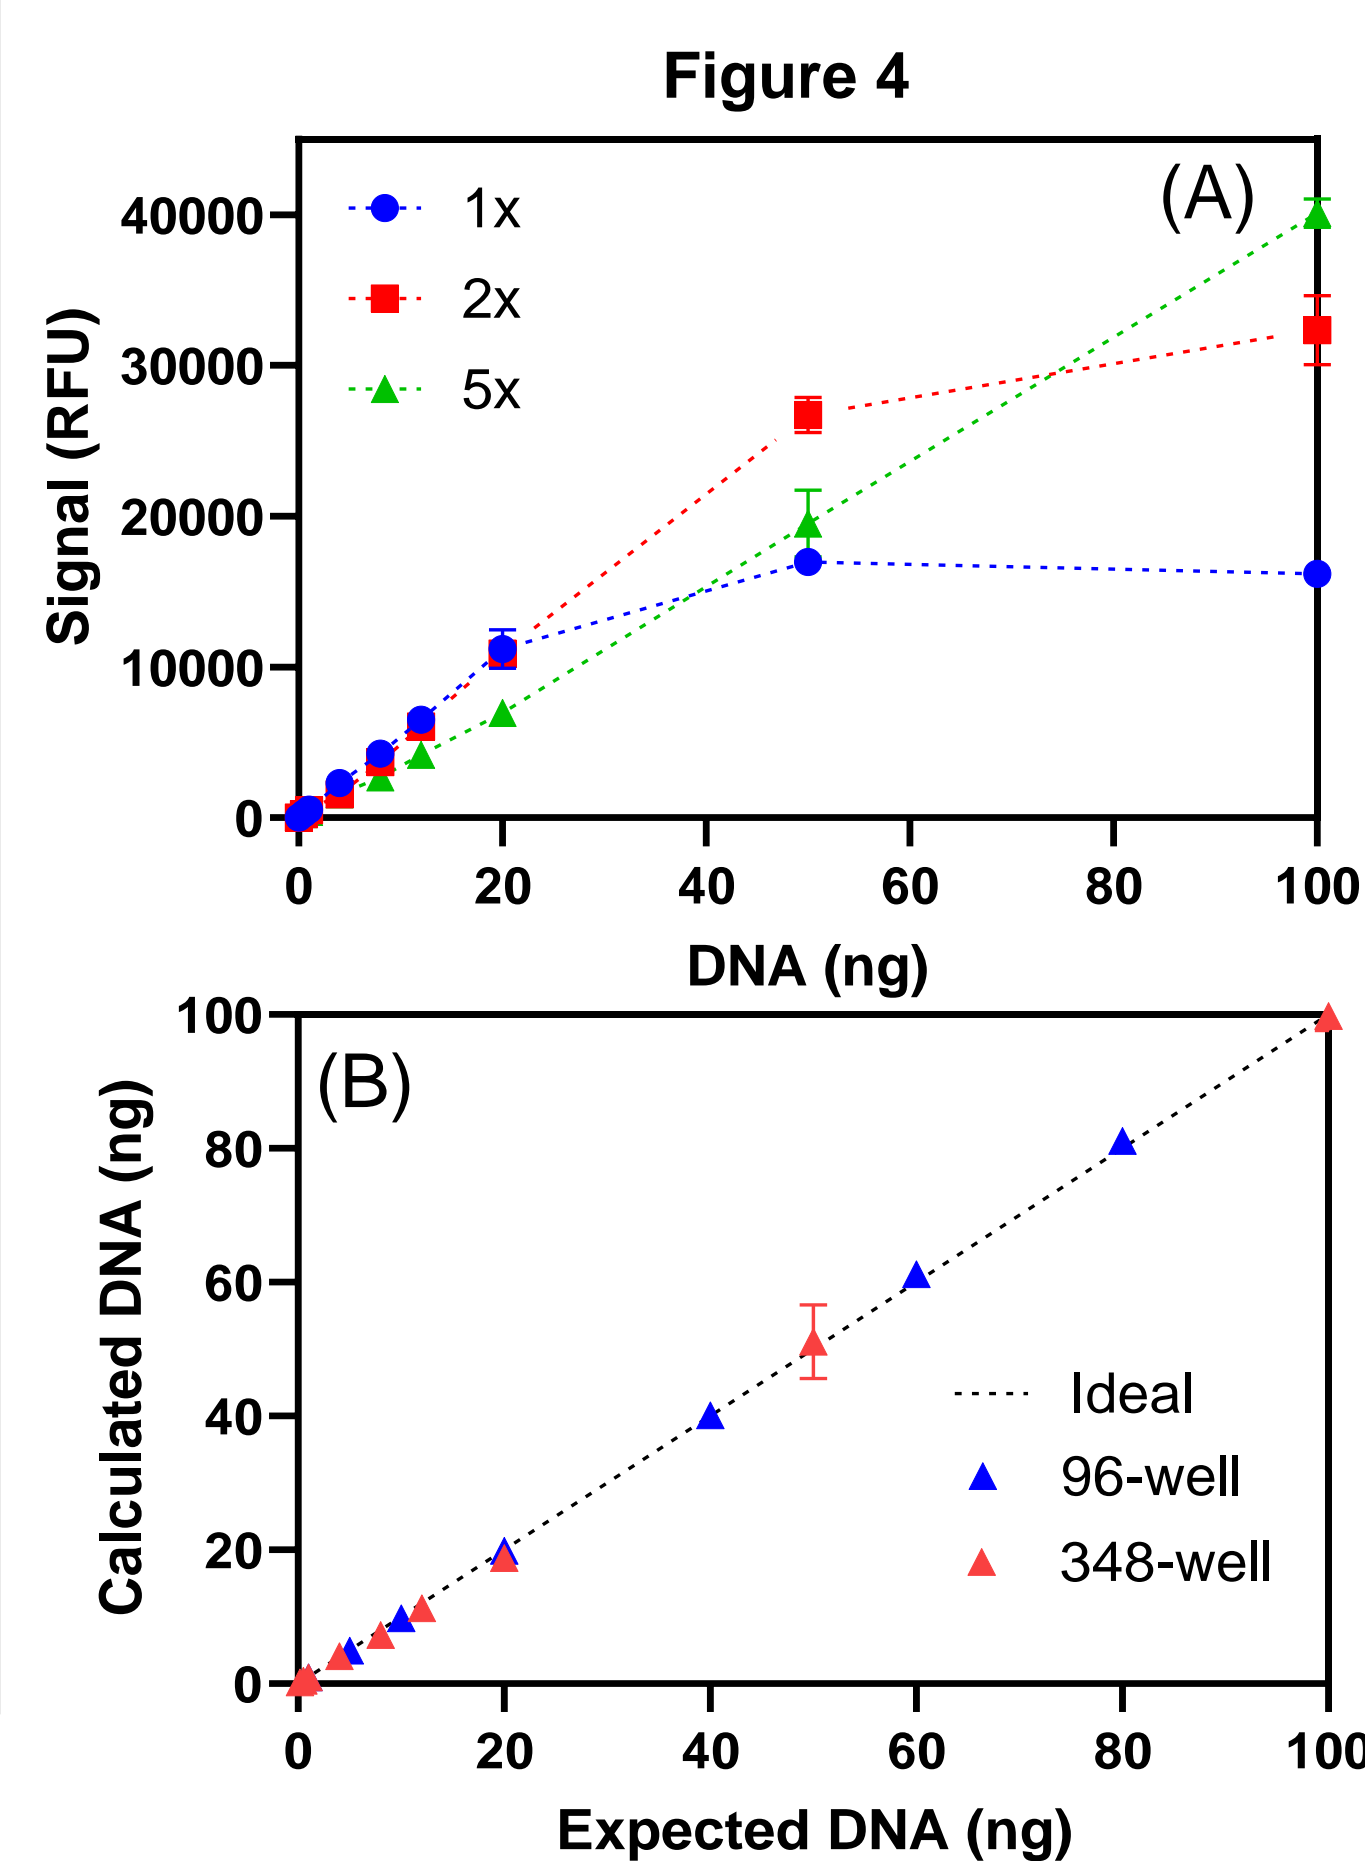 Figure 4
(A)
1x
2x
5x
Signal (RFU)
40000
30000
20000
10000
0
0 20 40 60 80 100
DNA (ng)
(B)
Calculated DNA (ng)
100
80
60
40
20
0
Ideal
96-well
348-well
0 20 40 60 80 100
Expected DNA (ng)